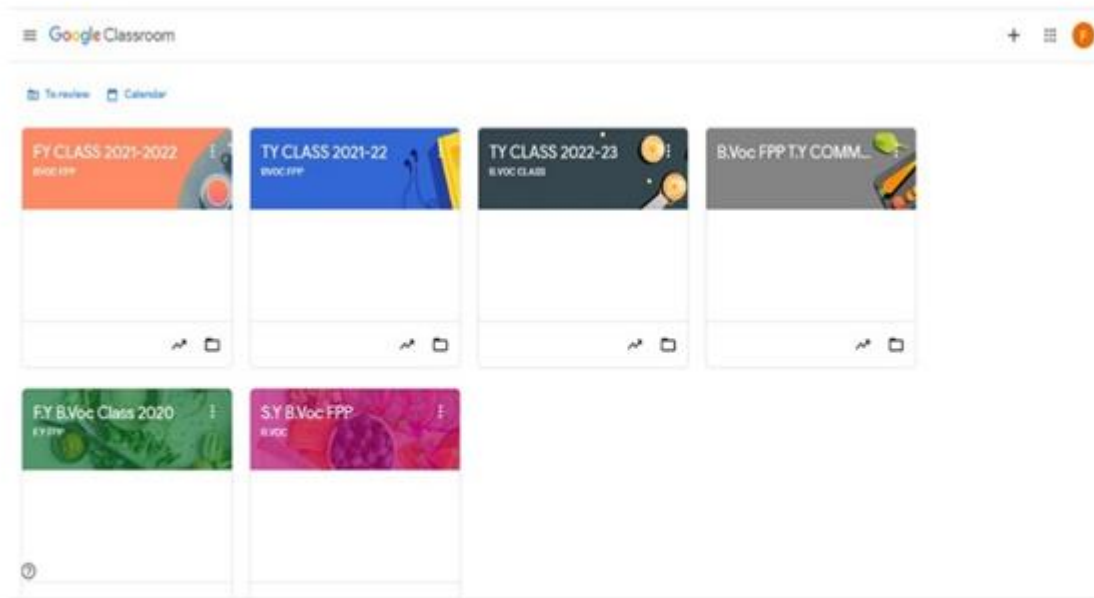 Google Classroom
F
To review
Calendar
FY CLASS 2021-2022
BVOC FPP
TY CLASS 2021-22
BVOC FPP
TY CLASS 2022-23
B.VOC CLASS
B.Voc FPP T.Y COMM...
F.Y B.Voc Class 2020
F.Y FPP
S.Y B.Voc FPP
B.VOC